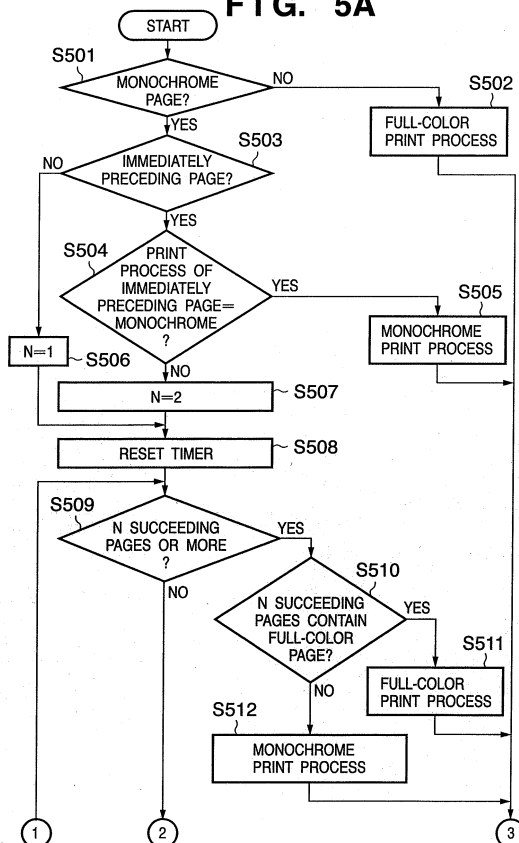 FIG. 5A
START
S501
MONOCHROME
PAGE?
NO
S502
FULL-COLOR
PRINT PROCESS
YES
S503
IMMEDIATELY
PRECEDING PAGE?
NO
YES
S504
PRINT
PROCESS OF
IMMEDIATELY
PRECEDING PAGE=
MONOCHROME
?
YES
S505
MONOCHROME
PRINT PROCESS
N=1
S506
NO
N=2
S507
RESET TIMER
S508
S509
N SUCCEEDING
PAGES OR MORE
?
YES
NO
S510
N SUCCEEDING
PAGES CONTAIN
FULL-COLOR
PAGE?
YES
S511
FULL-COLOR
PRINT PROCESS
NO
S512
MONOCHROME
PRINT PROCESS
1
2
3